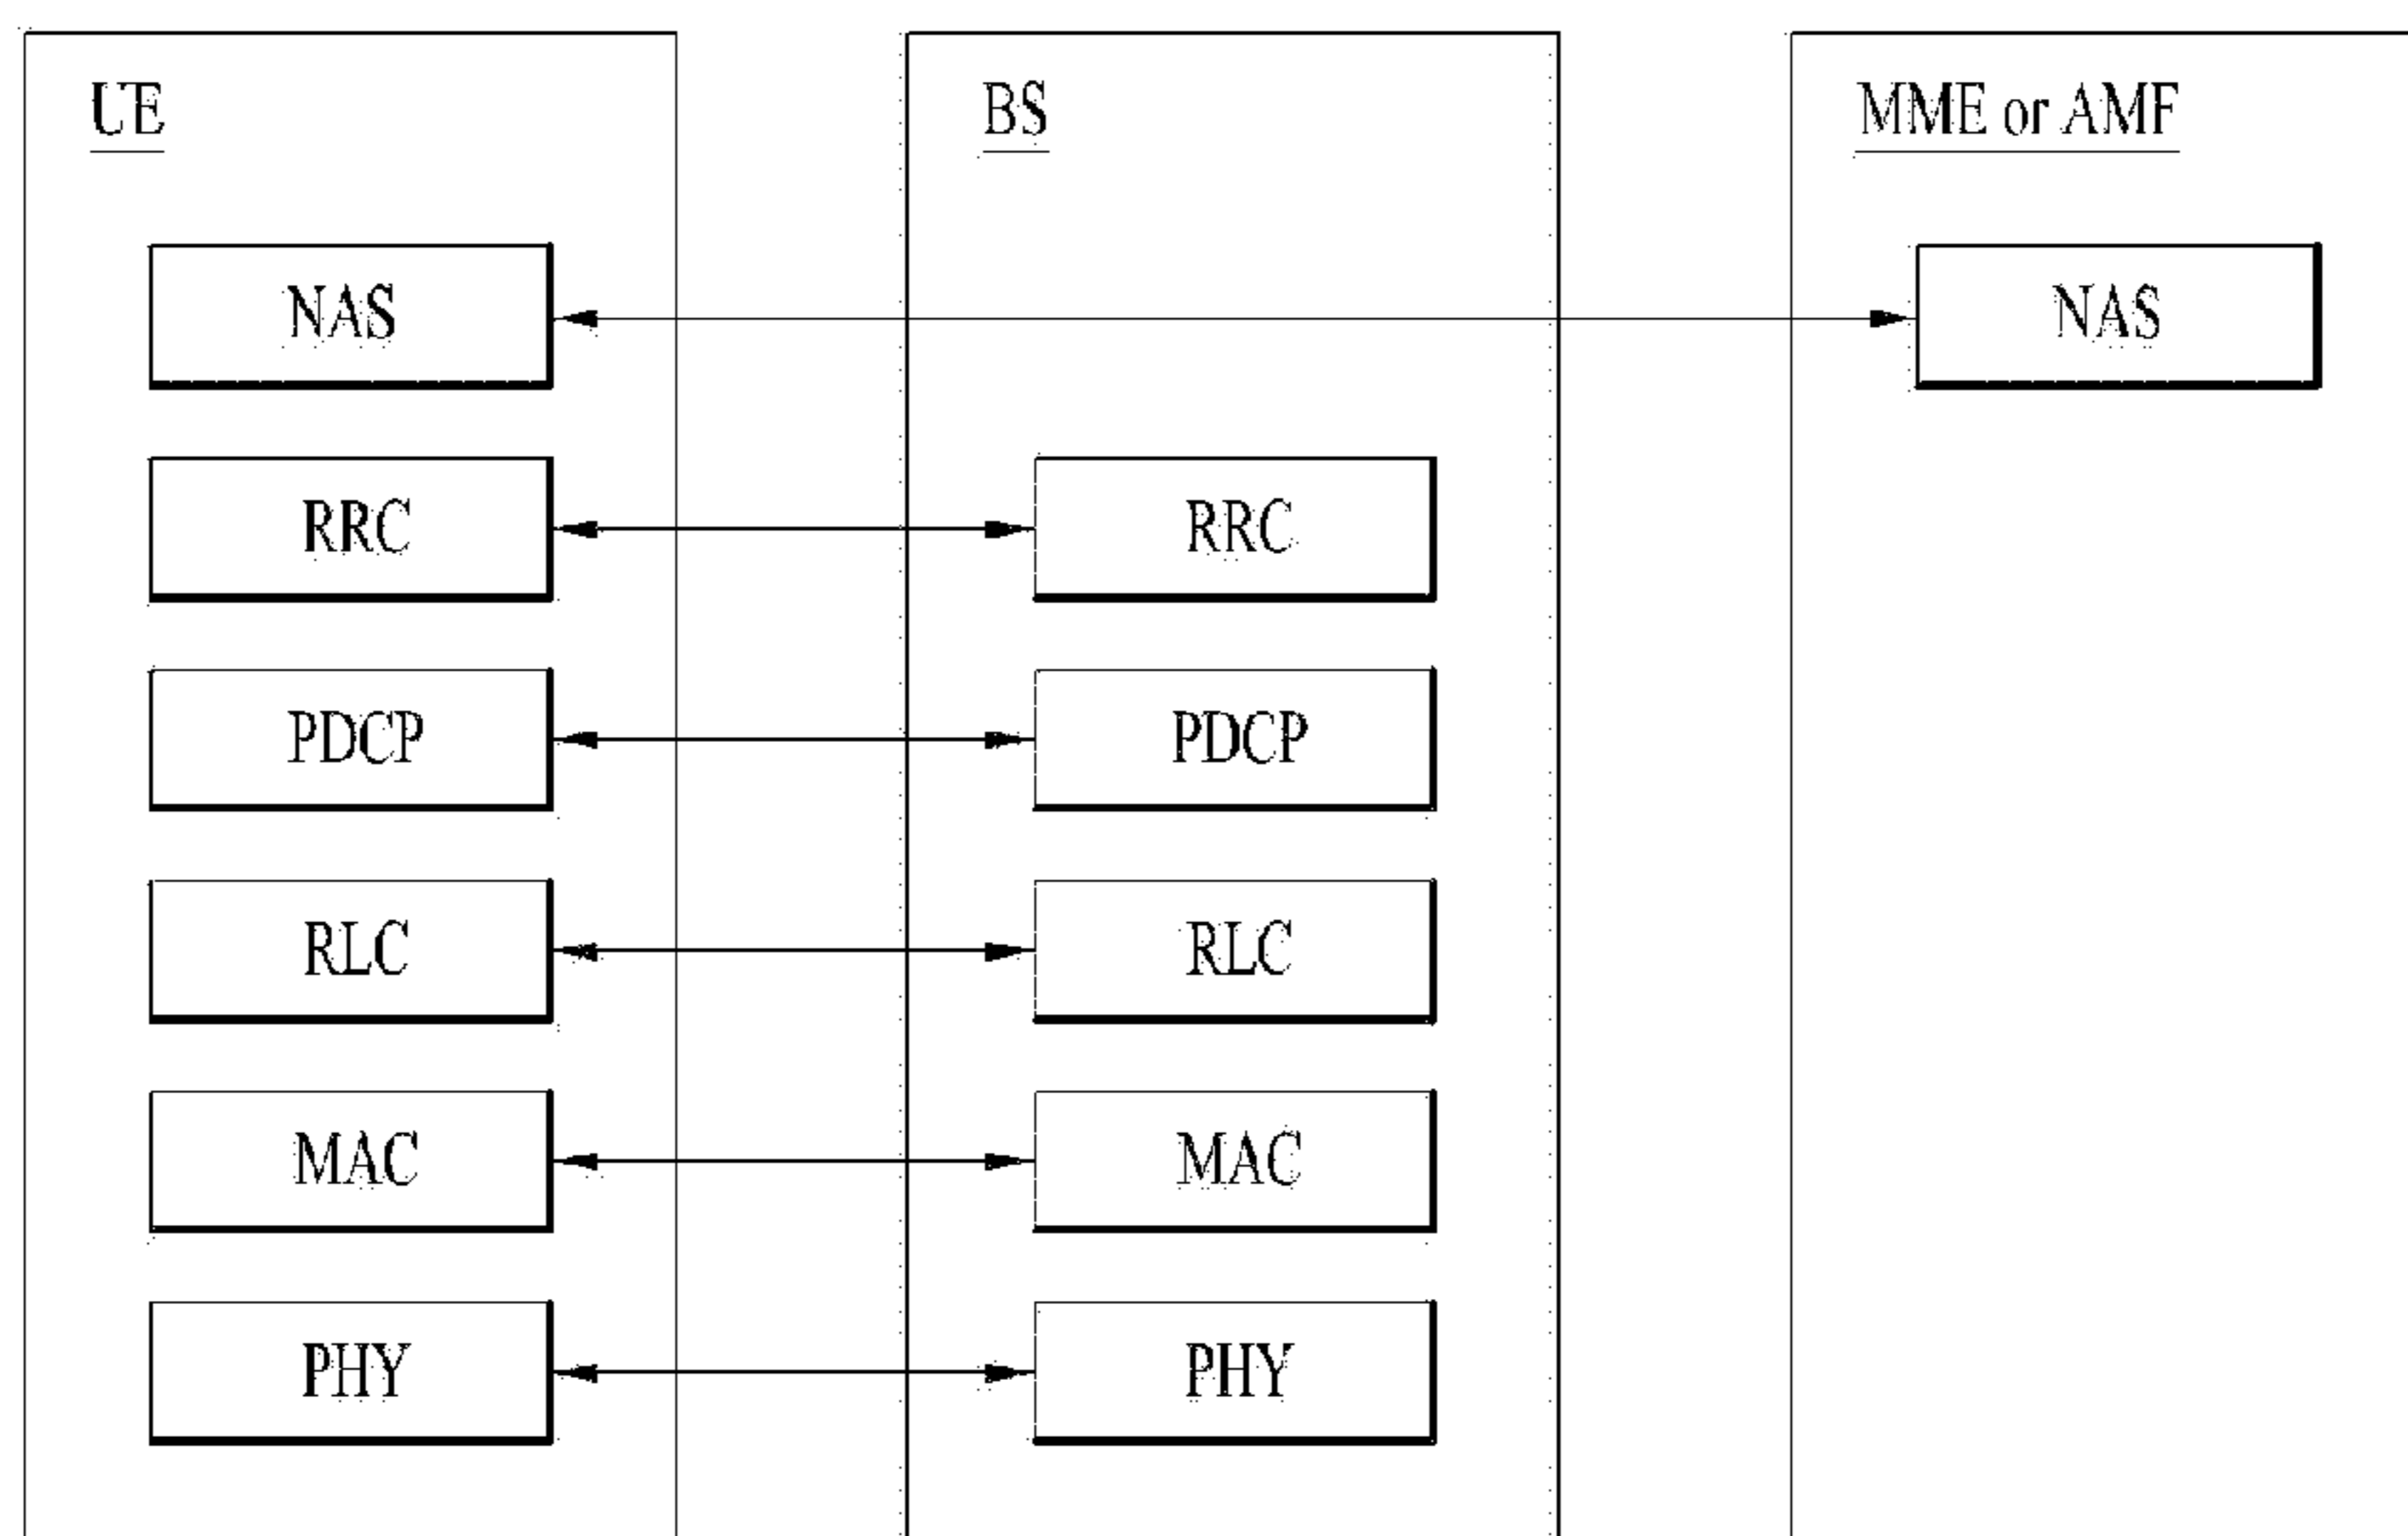 UE
BS
MME or AMF
NAS
NAS
RRC
RRC
PDCP
PDCP
RLC
RLC
MAC
MAC
PHY
PHY